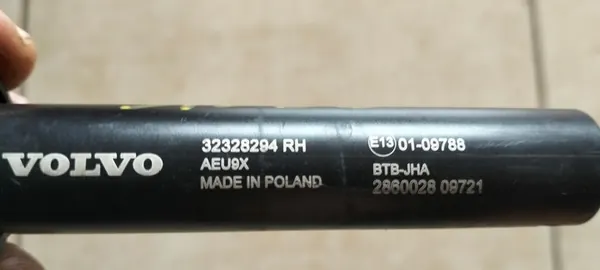 VOLVO
32328294 RH
AEU9X
MADE IN POLAND
E13 01-09788
BTB-JHA
2860028 09721